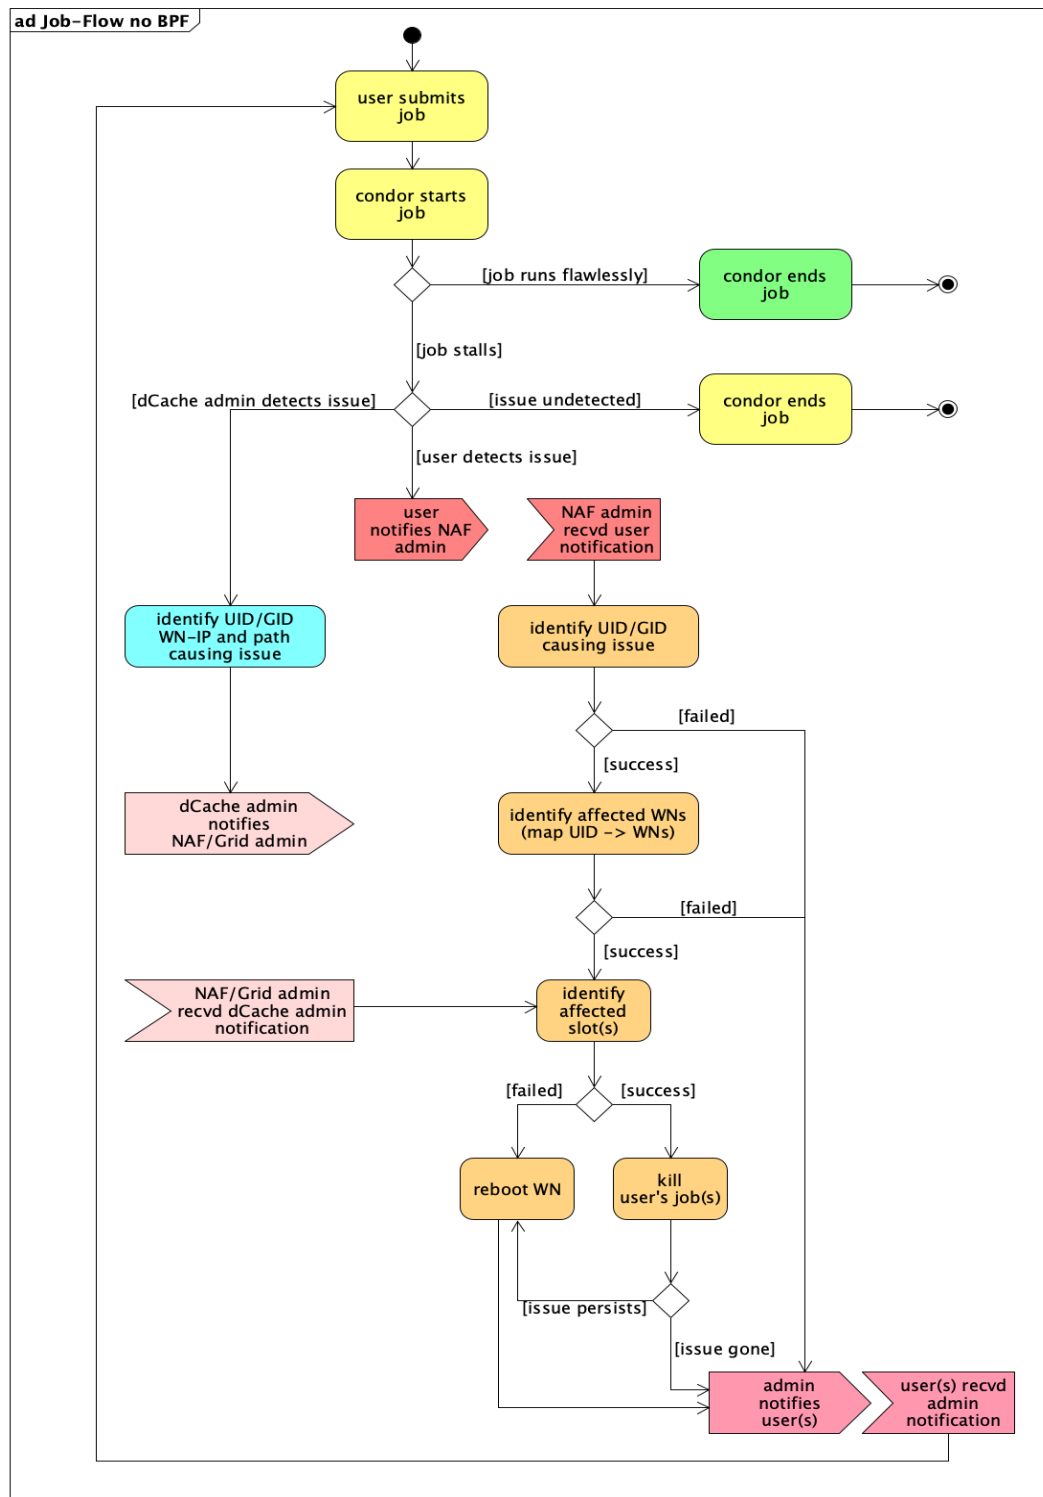 ad Job-Flow no BPF
user submits
job
condor starts
job
[job runs flawlessly]
condor ends
job
[job stalls]
[dCache admin detects issue]
[issue undetected]
condor ends
job
[user detects issue]
user
notifies NAF
admin
NAF admin
recvd user
notification
identify UID/GID
WN-IP and path
causing issue
identify UID/GID
causing issue
[failed]
[success]
dCache admin
notifies
NAF/Grid admin
identify affected WNs
(map UID -> WNs)
[failed]
[success]
NAF/Grid admin
recvd dCache admin
notification
identify
affected
slot(s)
[failed]
[success]
reboot WN
kill
user's job(s)
[issue persists]
[issue gone]
admin
notifies
user(s)
user(s) recvd
admin
notification